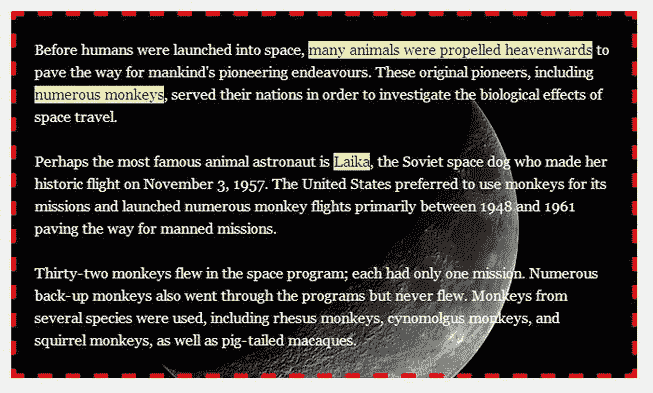 Before humans were launched into space, many animals were propelled heavenwards to
pave the way for mankind's pioneering endeavours. These original pioneers, including
numerous monkeys, served their nations in order to investigate the biological effects of
space travel.
Perhaps the most famous animal astronaut is Laika, the Soviet space dog who made her
historic flight on November 3, 1957. The United States preferred to use monkeys for its
missions and launched numerous monkey flights primarily between 1948 and 1961
paving the way for manned missions.
Thirty-two monkeys flew in the space program; each had only one mission. Numerous
back-up monkeys also went through the programs but never flew. Monkeys from
several species were used, including rhesus monkeys, cynomolgus monkeys, and
squirrel monkeys, as well as pig-tailed macaques.